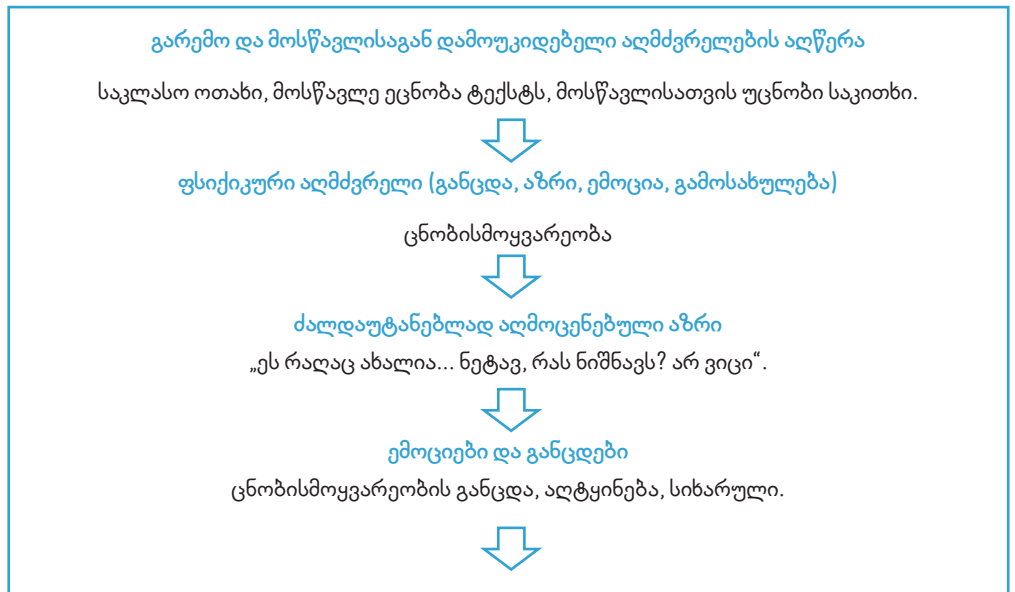 გარემო და მოსწავლისაგან დამოუკიდებელი აღმძვრელების აღწერა
საკლასო ოთახი, მოსწავლე ეცნობა ტექსტს, მოსწავლისათვის უცნობი საკითხი.
ფსიქიკური აღმძვრელი (განცდა, აზრი, ემოცია, გამოსახულება)
ცნობისმოყვარეობა
ძალდაუტანებლად აღმოცენებული აზრი
„ეს რაღაც ახალია... ნეტავ, რას ნიშნავს? არ ვიცი“.
ემოციები და განცდები
ცნობისმოყვარეობის განცდა, აღტყინება, სიხარული.